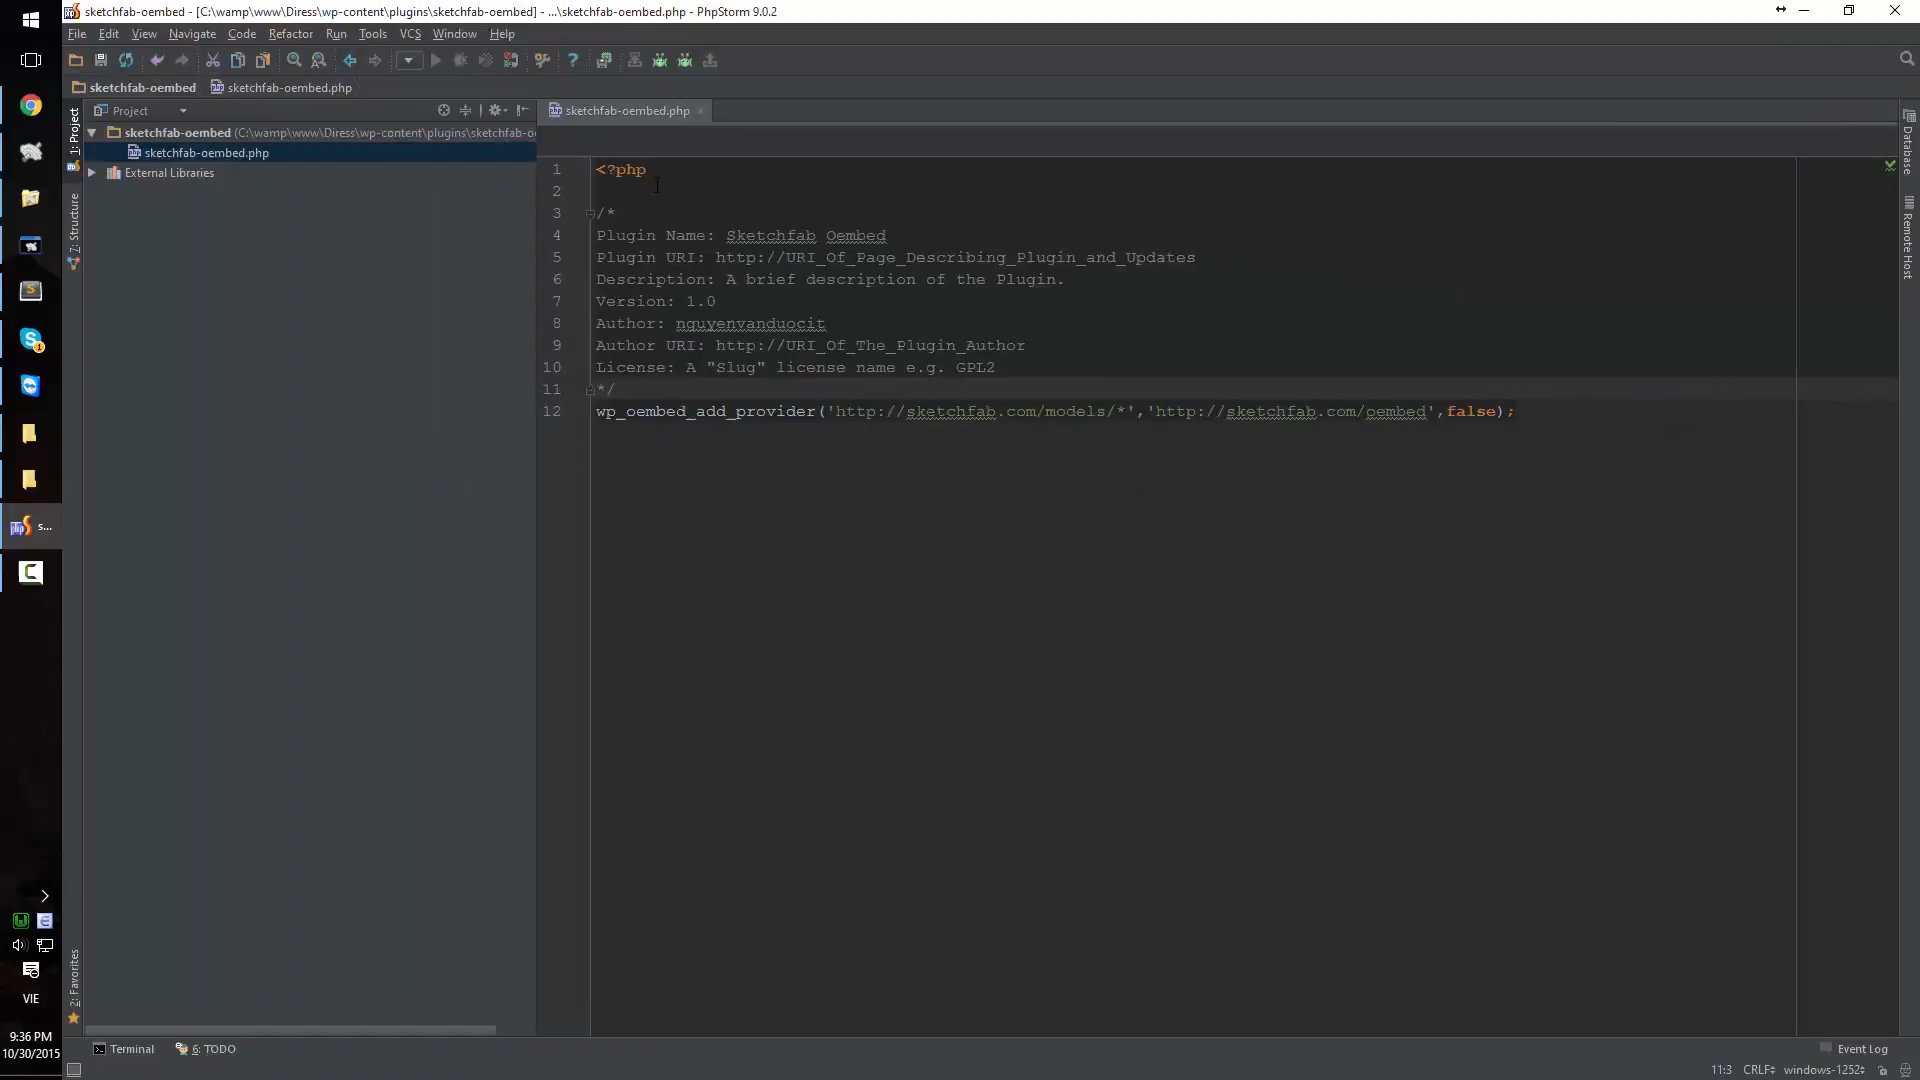 sketchfab-oembed - [C:\wamp\www\Diress\wp-content\plugins\sketchfab-oembed] - ...\sketchfab-oembed.php - PhpStorm 9.0.2
File Edit View Navigate Code Refactor Run Tools VCS Window Help
sketchfab-oembed sketchfab-oembed.php
Project
sketchfab-oembed.php
1: Project
sketchfab-oembed (C:\wamp\www\Diress\wp-content\plugins\sketchfab-o
sketchfab-oembed.php
External Libraries
7: Structure
2: Favorites
Database
Remote Host
1 <?php
2
3 /*
4 Plugin Name: Sketchfab Oembed
5 Plugin URI: http://URI_Of_Page_Describing_Plugin_and_Updates
6 Description: A brief description of the Plugin.
7 Version: 1.0
8 Author: nguyenvanduocit
9 Author URI: http://URI_Of_The_Plugin_Author
10 License: A "Slug" license name e.g. GPL2
11 */
12 wp_oembed_add_provider('http://sketchfab.com/models/*','http://sketchfab.com/oembed',false);
s...
VIE
9:36 PM
10/30/2015
Terminal 6: TODO Event Log
11:3 CRLF windows-1252